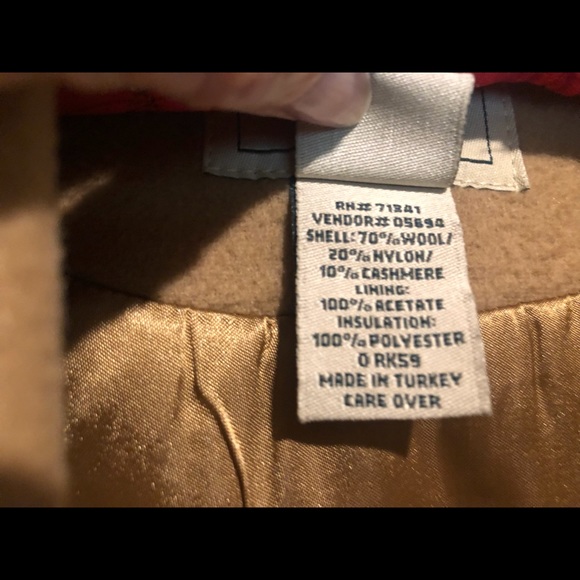 RN# 71341
VENDOR# 05694
SHELL: 70% WOOL/
20% NYLON/
10% CASHMERE
LINING:
100% ACETATE
INSULATION:
100% POLYESTER
0 RK59
MADE IN TURKEY
CARE OVER